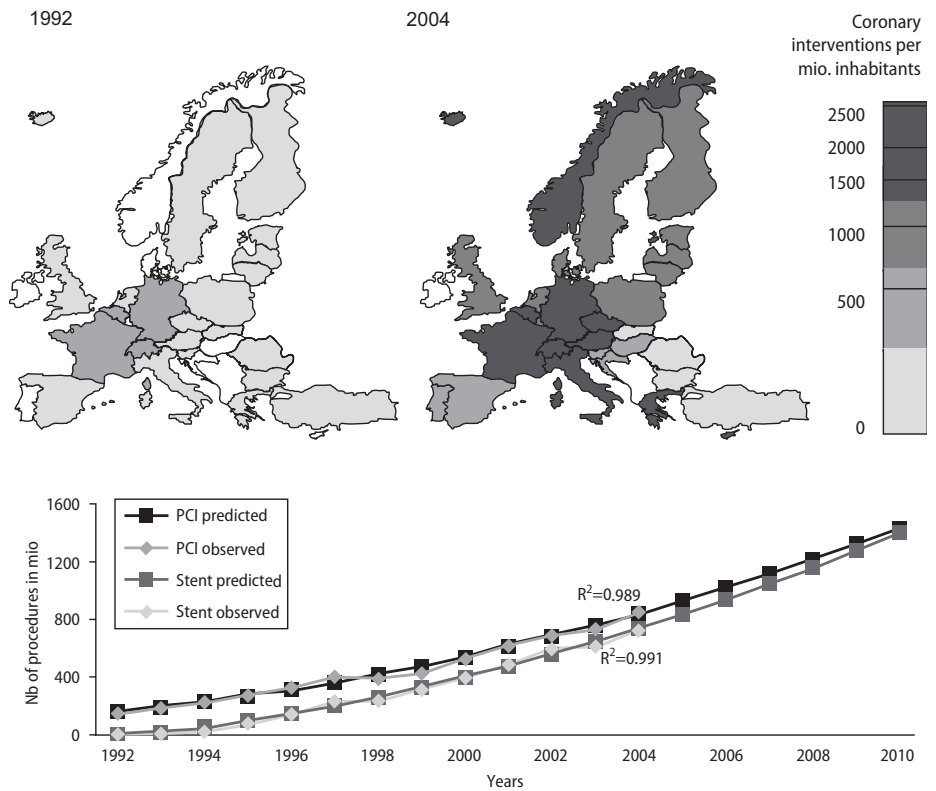 1992
2004
Coronary
interventions per
mio. inhabitants
2500
2000
1500
1000
500
0
Nb of procedures in mio
1600
1200
800
400
0
PCI predicted
PCI observed
Stent predicted
Stent observed
R²=0.989
R²=0.991
1992 1994 1996 1998 2000 2002 2004 2006 2008 2010
Years